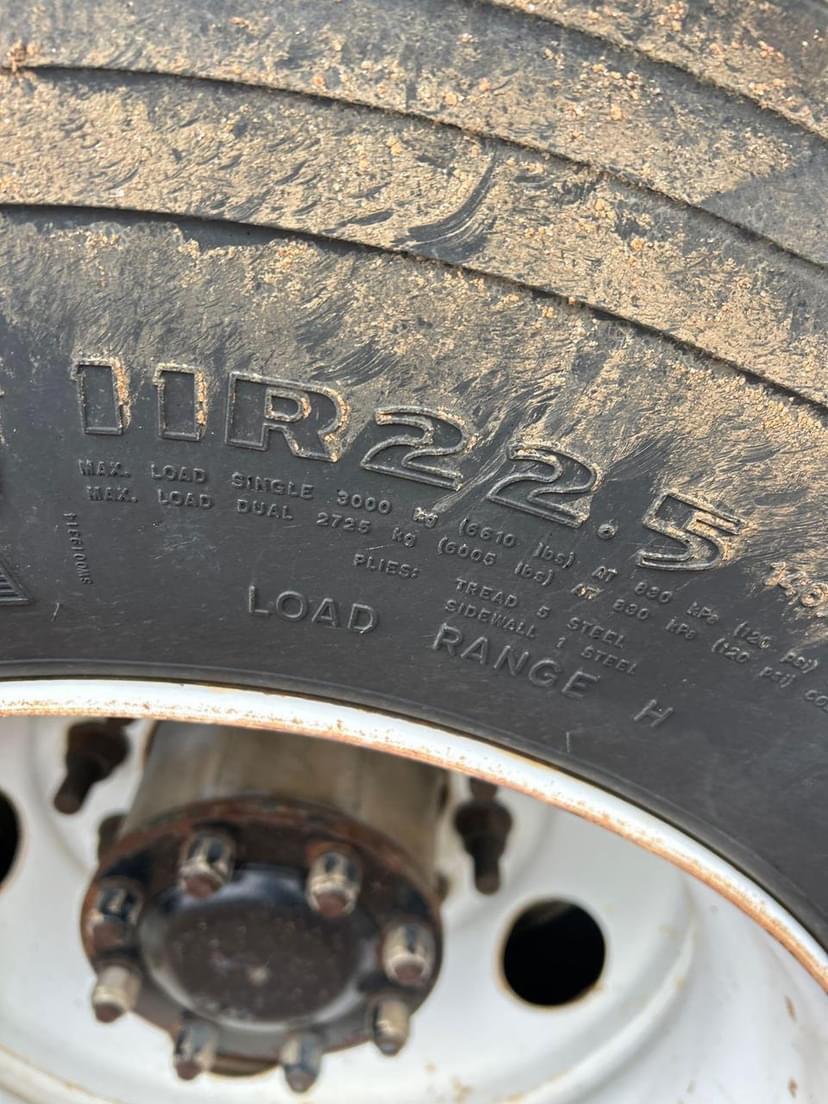 11R22.5
MAX. LOAD SINGLE 3000 kg (6610 lbs) AT 830 kPa (120 psi)
MAX. LOAD DUAL 2725 kg (6005 lbs) AT 830 kPa (120 psi)
PLIES: TREAD 5 STEEL
SIDEWALL 1 STEEL
LOAD RANGE H